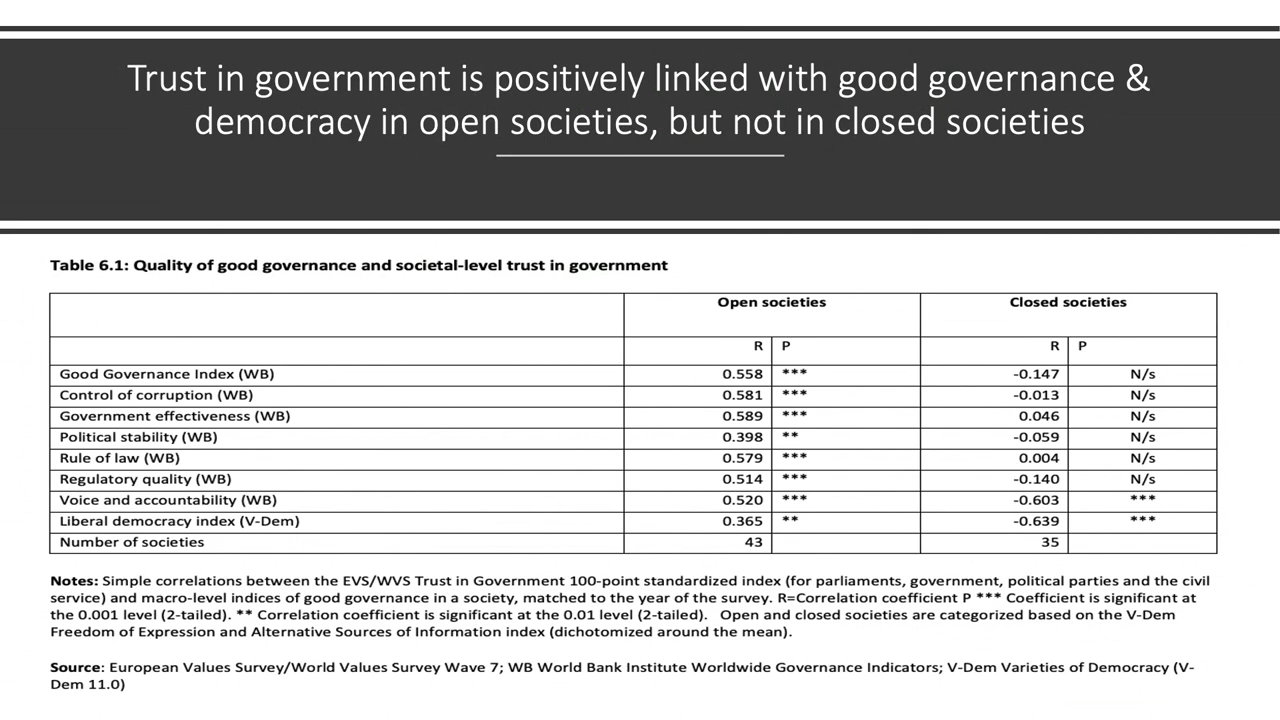 Trust in government is positively linked with good governance &
democracy in open societies, but not in closed societies
Table 6.1: Quality of good governance and societal-level trust in government
Open societies Closed societies
R P R P
Good Governance Index (WB) 0.558 *** -0.147 N/s
Control of corruption (WB) 0.581 *** -0.013 N/s
Government effectiveness (WB) 0.589 *** 0.046 N/s
Political stability (WB) 0.398 ** -0.059 N/s
Rule of law (WB) 0.579 *** 0.004 N/s
Regulatory quality (WB) 0.514 *** -0.140 N/s
Voice and accountability (WB) 0.520 *** -0.603 ***
Liberal democracy index (V-Dem) 0.365 ** -0.639 ***
Number of societies 43 35
Notes: Simple correlations between the EVS/WVS Trust in Government 100-point standardized index (for parliaments, government, political parties and the civil
service) and macro-level indices of good governance in a society, matched to the year of the survey. R=Correlation coefficient P *** Coefficient is significant at
the 0.001 level (2-tailed). ** Correlation coefficient is significant at the 0.01 level (2-tailed). Open and closed societies are categorized based on the V-Dem
Freedom of Expression and Alternative Sources of Information index (dichotomized around the mean).
Source: European Values Survey/World Values Survey Wave 7; WB World Bank Institute Worldwide Governance Indicators; V-Dem Varieties of Democracy (V-
Dem 11.0)